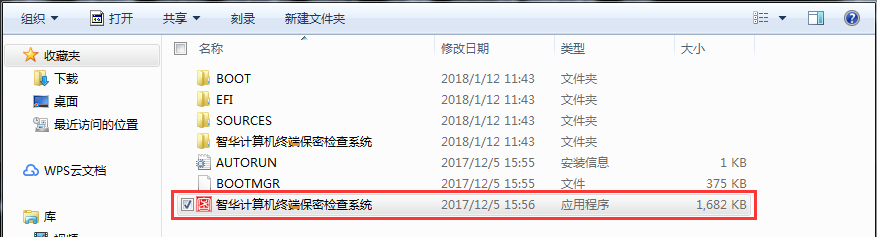 组织 打开 共享 刻录 新建文件夹
收藏夹
下载
桌面
最近访问的位置
WPS云文档
库
名称 修改日期 类型 大小
BOOT 2018/1/12 11:43 文件夹
EFI 2018/1/12 11:43 文件夹
SOURCES 2018/1/12 11:43 文件夹
智华计算机终端保密检查系统 2018/1/12 11:43 文件夹
AUTORUN 2017/12/5 15:55 安装信息 1 KB
BOOTMGR 2017/12/5 15:55 文件 375 KB
智华计算机终端保密检查系统 2017/12/5 15:56 应用程序 1,682 KB